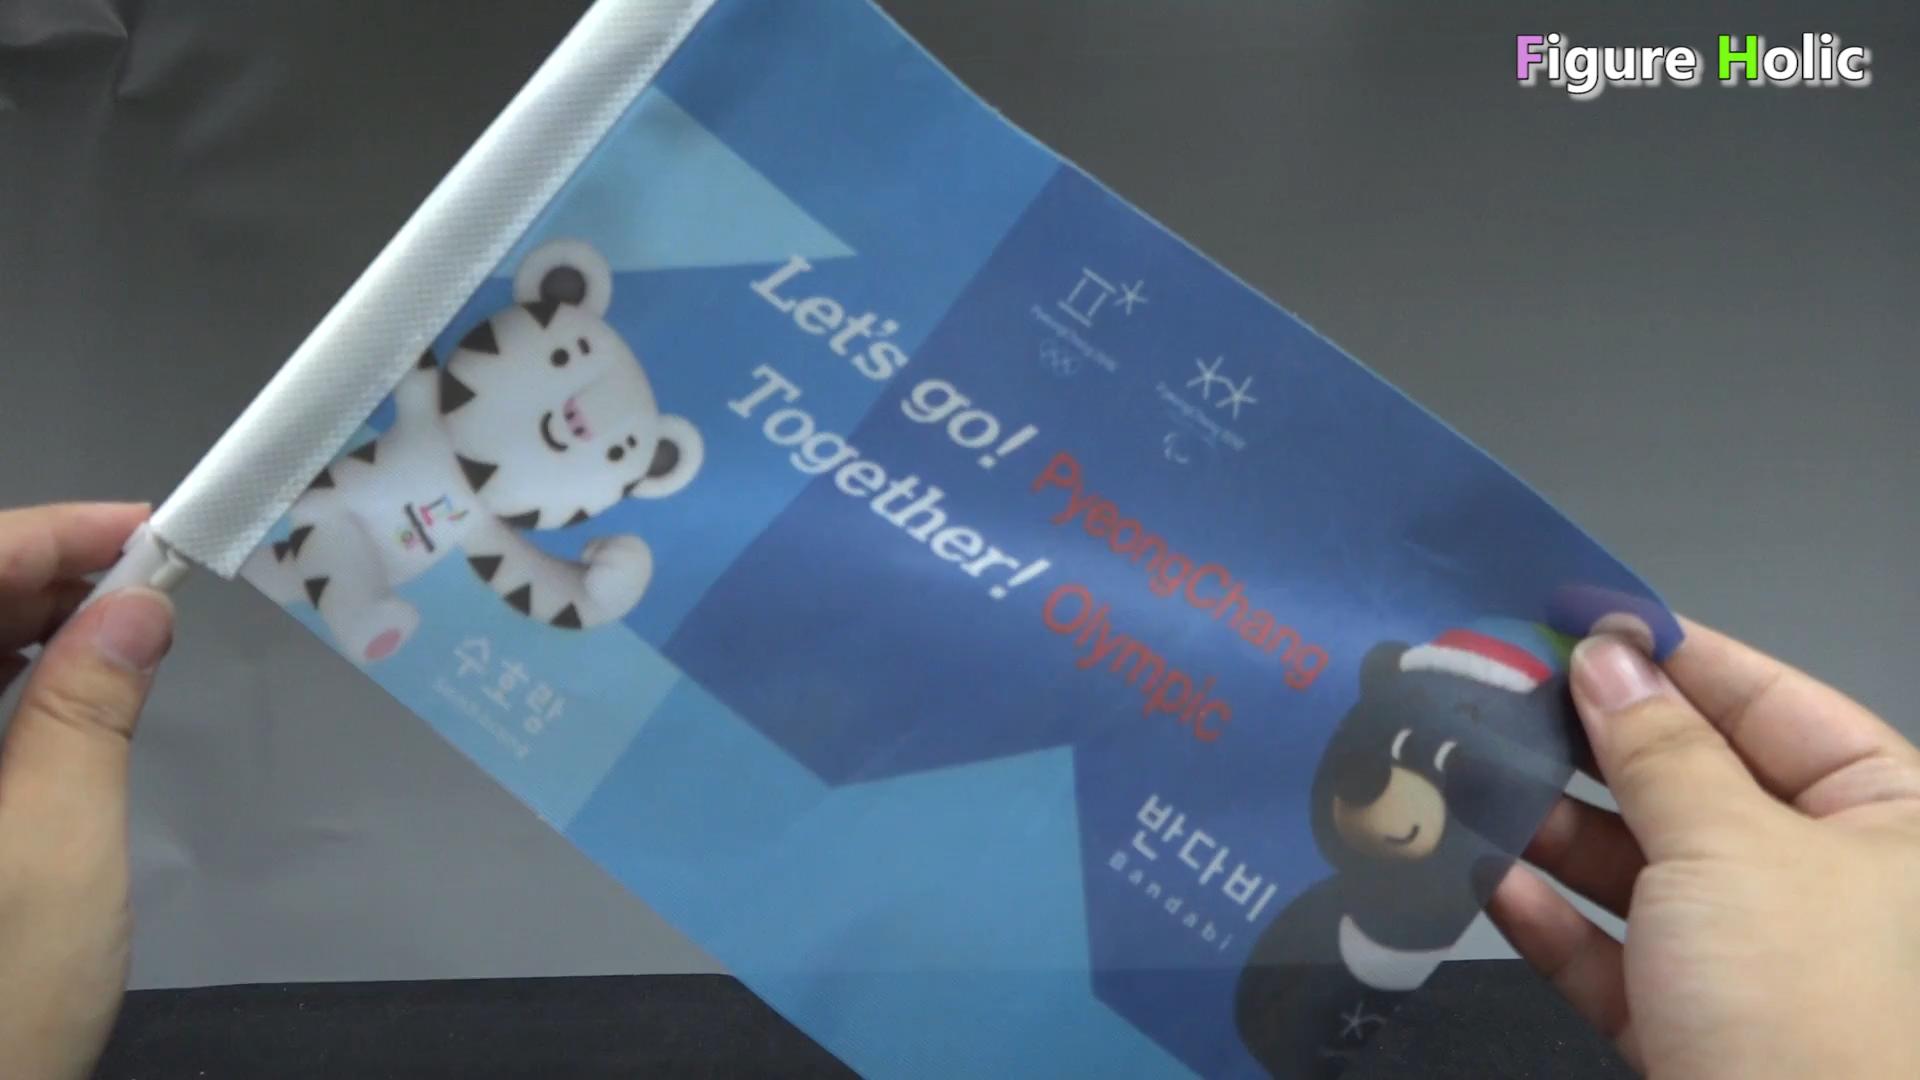 Figure Holic
Let's go! PyeongChang
Together! Olympic
수호랑
반다비
Bandabi